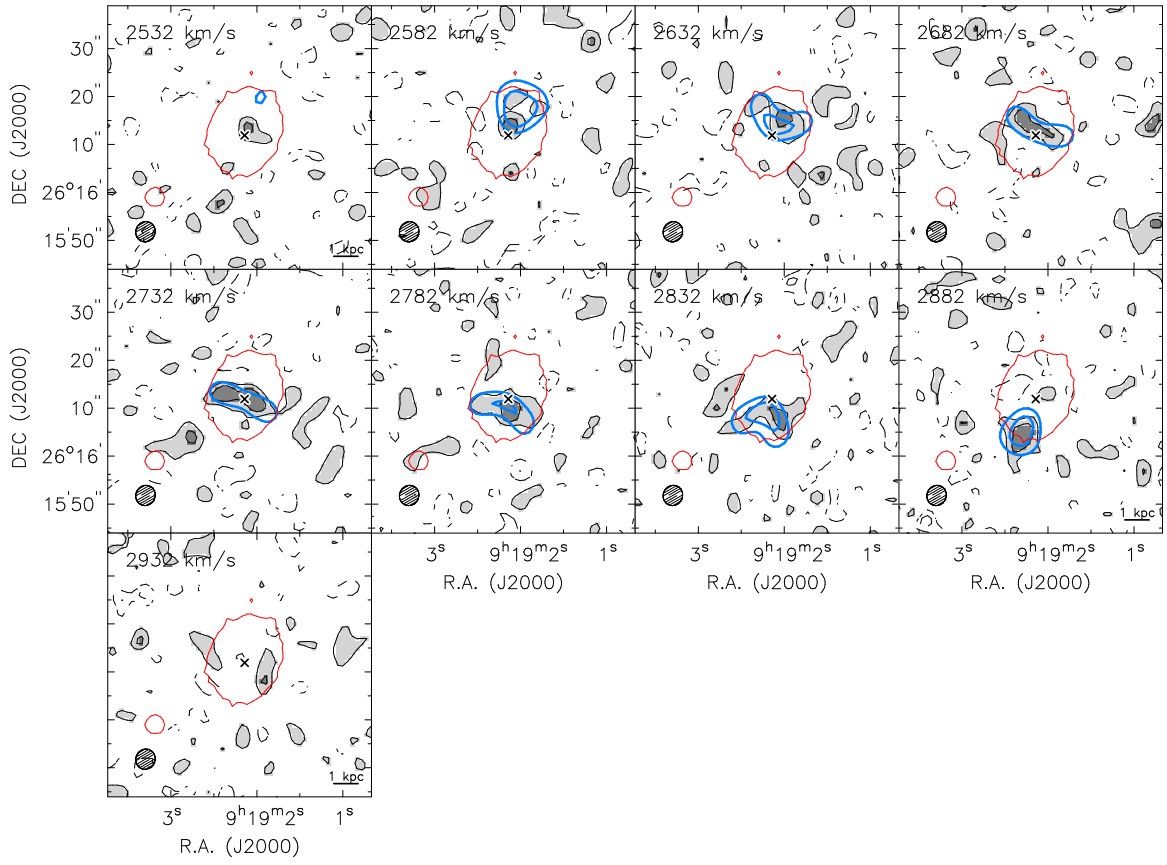 2532 km/s
2582 km/s
2632 km/s
2682 km/s
30"
20"
10"
26°16'
15'50"
DEC (J2000)
1 kpc
2732 km/s
2782 km/s
2832 km/s
2882 km/s
30"
20"
10"
26°16'
15'50"
DEC (J2000)
1 kpc
2932 km/s
3ˢ 9ʰ19ᵐ2ˢ 1ˢ
3ˢ 9ʰ19ᵐ2ˢ 1ˢ
3ˢ 9ʰ19ᵐ2ˢ 1ˢ
R.A. (J2000)
R.A. (J2000)
R.A. (J2000)
1 kpc
3ˢ 9ʰ19ᵐ2ˢ 1ˢ
R.A. (J2000)